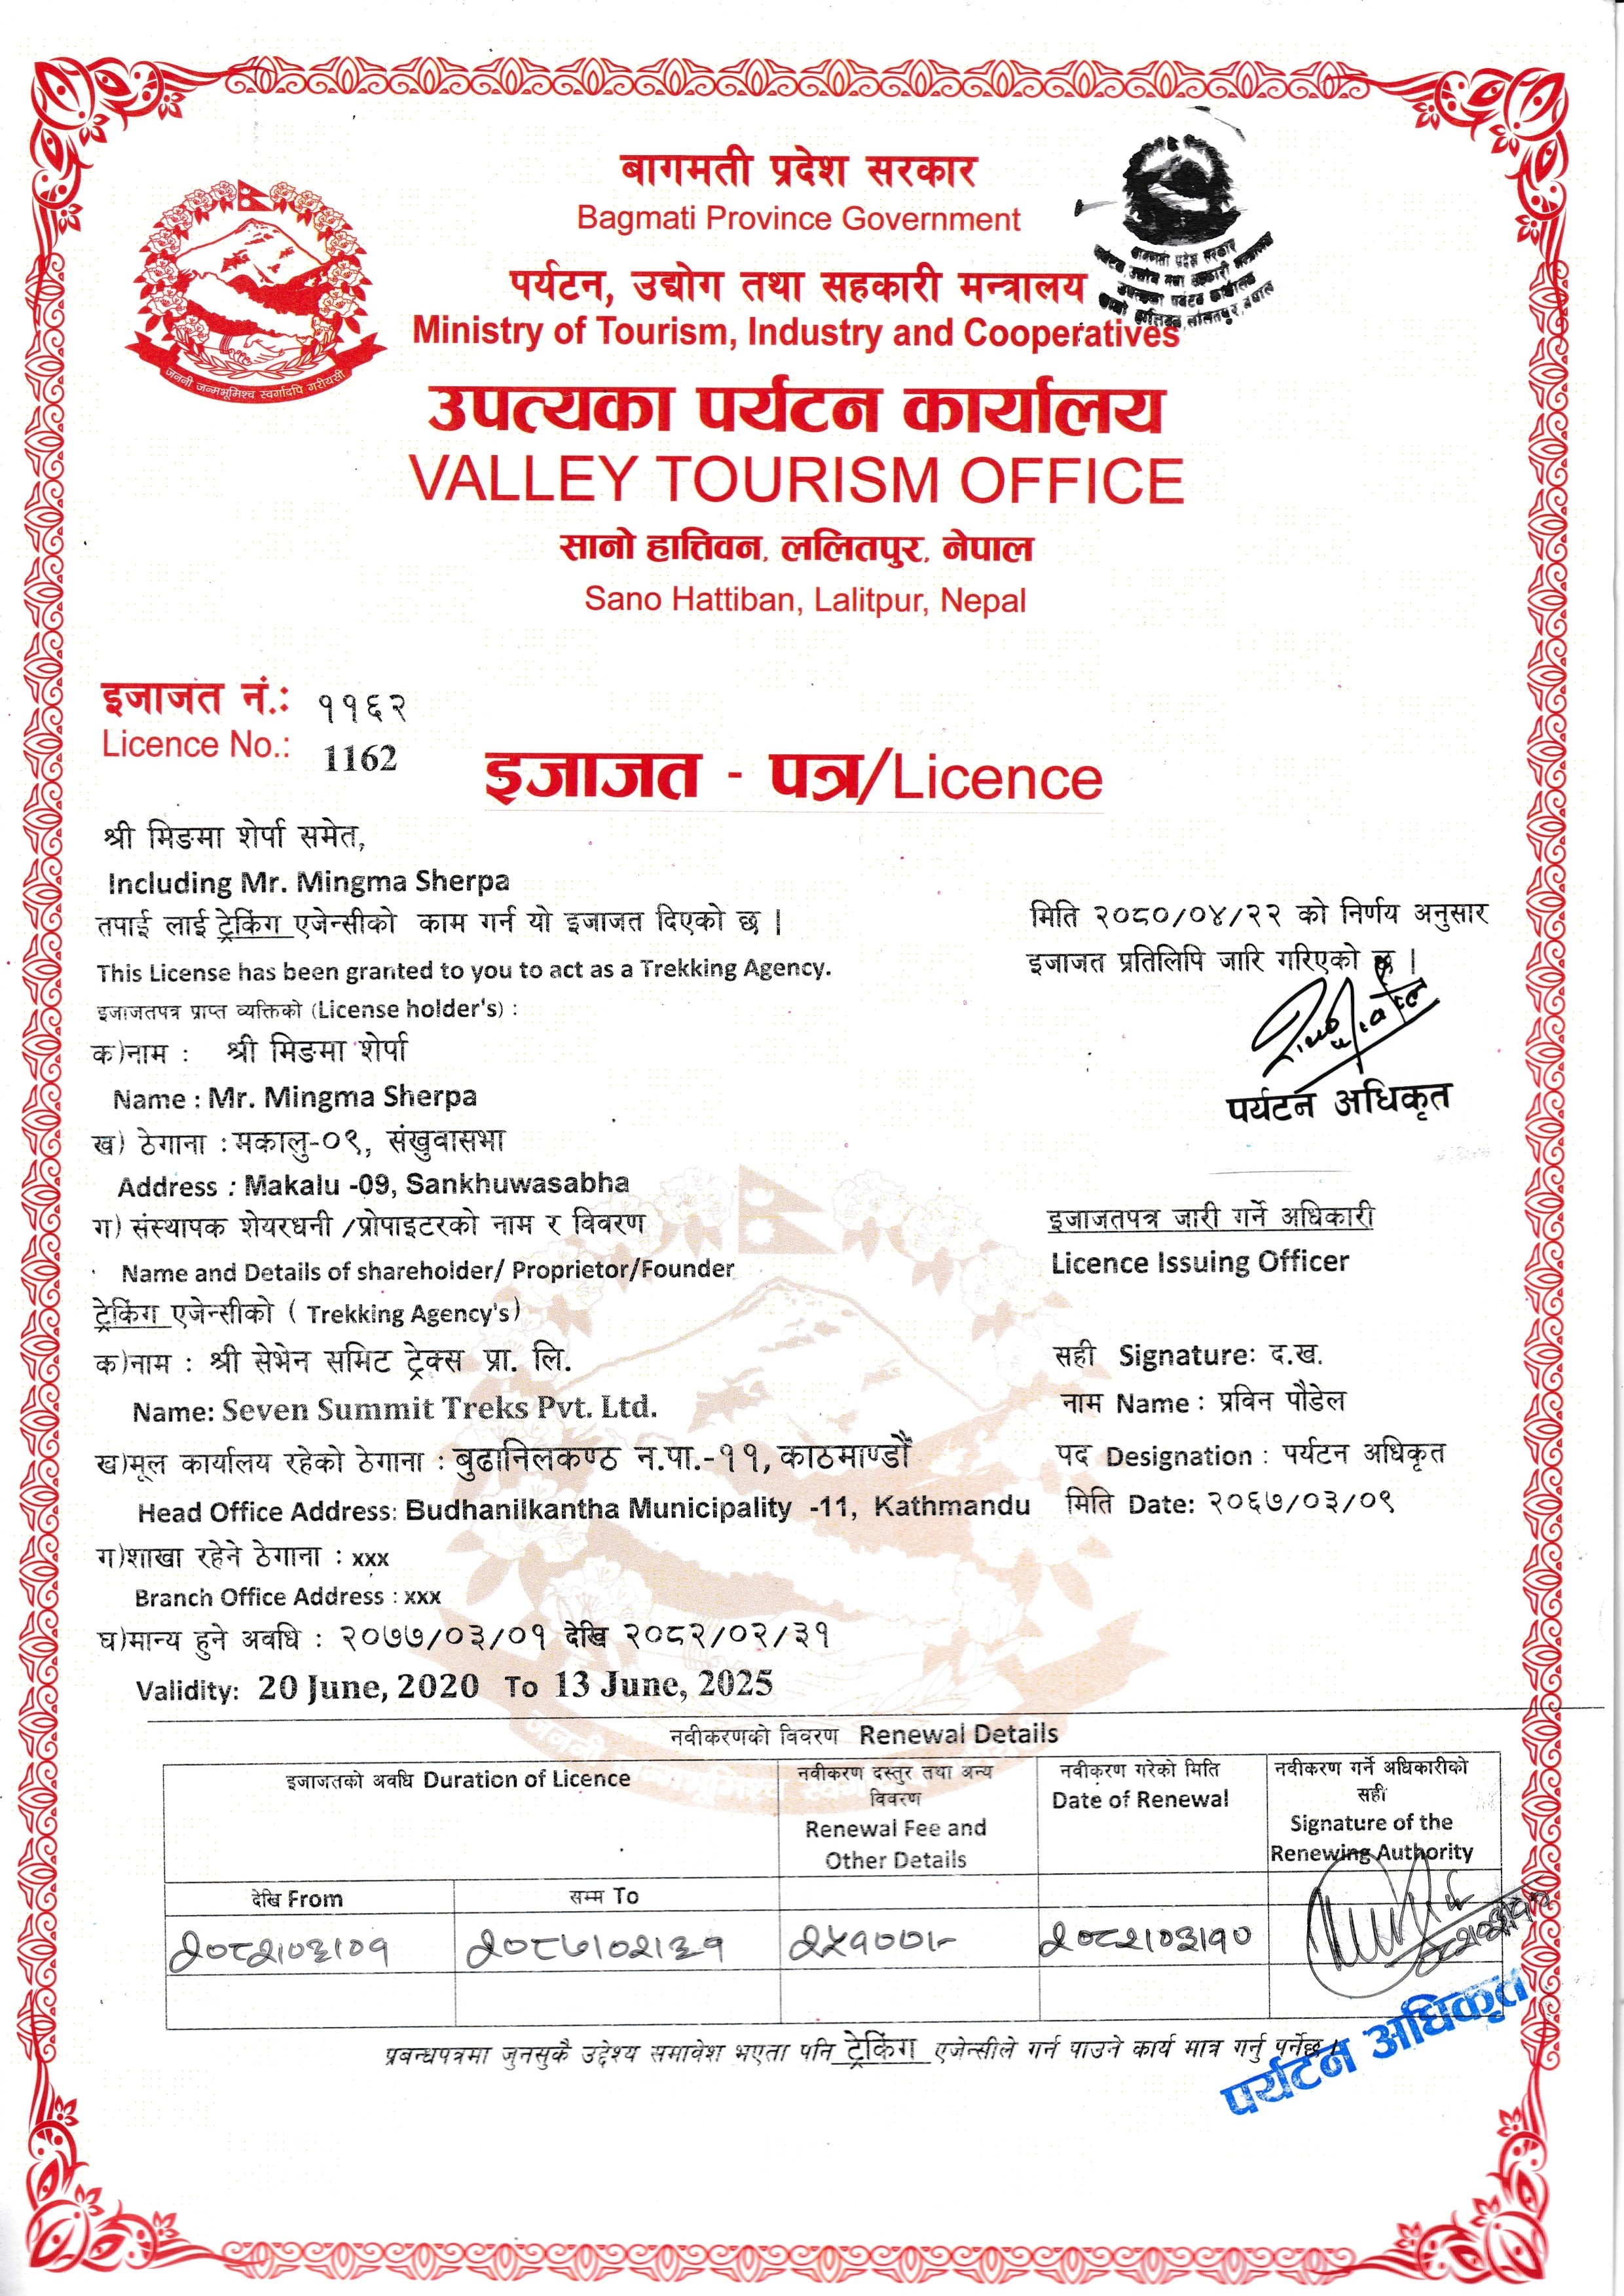 बागमती प्रदेश सरकार
Bagmati Province Government
पर्यटन, उद्योग तथा सहकारी मन्त्रालय
Ministry of Tourism, Industry and Cooperatives
उपत्यका पर्यटन कार्यालय
VALLEY TOURISM OFFICE
सानो हात्तिवन, ललितपुर, नेपाल
Sano Hattiban, Lalitpur, Nepal
जननी जन्मभूमिश्च स्वर्गादपि गरीयसी
बागमती प्रदेश सरकार
पर्यटन, उद्योग तथा सहकारी मन्त्रालय
उपत्यका पर्यटन कार्यालय
सानो हात्तिवन, ललितपुर, नेपाल
इजाजत नं.: ११६२
Licence No.: 1162
इजाजत - पत्र/Licence
श्री मिङमा शेर्पा समेत,
Including Mr. Mingma Sherpa
तपाई लाई ट्रेकिंग एजेन्सीको काम गर्न यो इजाजत दिएको छ |
This License has been granted to you to act as a Trekking Agency.
इजाजतपत्र प्राप्त व्यक्तिको (License holder's) :
क)नाम : श्री मिङमा शेर्पा
Name : Mr. Mingma Sherpa
ख) ठेगाना : मकालु-०९, संखुवासभा
Address : Makalu -09, Sankhuwasabha
ग) संस्थापक शेयरधनी /प्रोपाइटरको नाम र विवरण
Name and Details of shareholder/ Proprietor/Founder
ट्रेकिंग एजेन्सीको ( Trekking Agency's)
क)नाम : श्री सेभेन समिट ट्रेक्स प्रा. लि.
Name: Seven Summit Treks Pvt. Ltd.
ख)मूल कार्यालय रहेको ठेगाना : बुढानिलकण्ठ न.पा.-११, काठमाण्डौं
Head Office Address: Budhanilkantha Municipality -11, Kathmandu
ग)शाखा रहेने ठेगाना : xxx
Branch Office Address : xxx
घ)मान्य हुने अवधि : २०७७/०३/०१ देखि २०८२/०२/३१
Validity: 20 June, 2020 To 13 June, 2025
मिति २०८०/०४/२२ को निर्णय अनुसार
इजाजत प्रतिलिपि जारि गरिएको छ |
पर्यटन अधिकृत
इजाजतपत्र जारी गर्ने अधिकारी
Licence Issuing Officer
सही Signature: द.ख.
नाम Name : प्रविन पौडेल
पद Designation : पर्यटन अधिकृत
मिति Date: २०६७/०३/०९
नवीकरणको विवरण Renewal Details
इजाजतको अवधि Duration of Licence
नवीकरण दस्तुर तथा अन्य
विवरण
Renewal Fee and
Other Details
नवीकरण गरेको मिति
Date of Renewal
नवीकरण गर्ने अधिकारीको
सही
Signature of the
Renewing Authority
देखि From
सम्म To
२०८२।०३।०१
२०८७।०२।३१
२५१००।-
२०८२।०३।१०
पर्यटन अधिकृत
प्रबन्धपत्रमा जुनसुकै उद्देश्य समावेश भएता पनि ट्रेकिंग एजेन्सीले गर्न पाउने कार्य मात्र गर्नु पर्नेछ ।